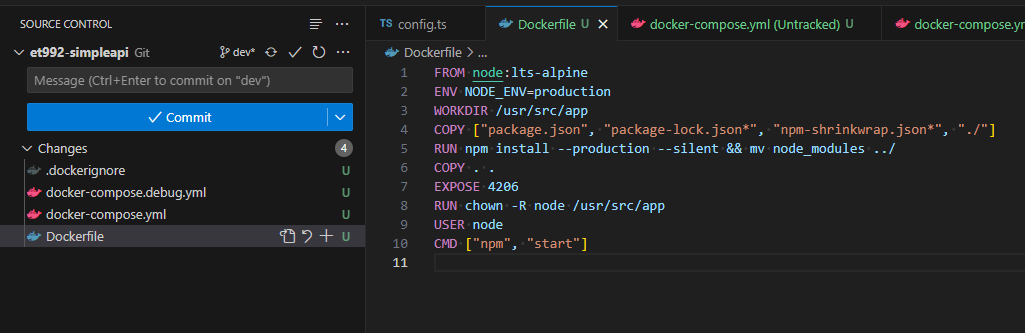 SOURCE CONTROL
et992-simpleapi Git dev*
Message (Ctrl+Enter to commit on "dev")
Commit
Changes 4
.dockerignore U
docker-compose.debug.yml U
docker-compose.yml U
Dockerfile U
TS config.ts Dockerfile U docker-compose.yml (Untracked) U docker-compose.yr
Dockerfile > ...
1 FROM node:lts-alpine
2 ENV NODE_ENV=production
3 WORKDIR /usr/src/app
4 COPY ["package.json", "package-lock.json*", "npm-shrinkwrap.json*", "./"]
5 RUN npm install --production --silent && mv node_modules ../
6 COPY . .
7 EXPOSE 4206
8 RUN chown -R node /usr/src/app
9 USER node
10 CMD ["npm", "start"]
11